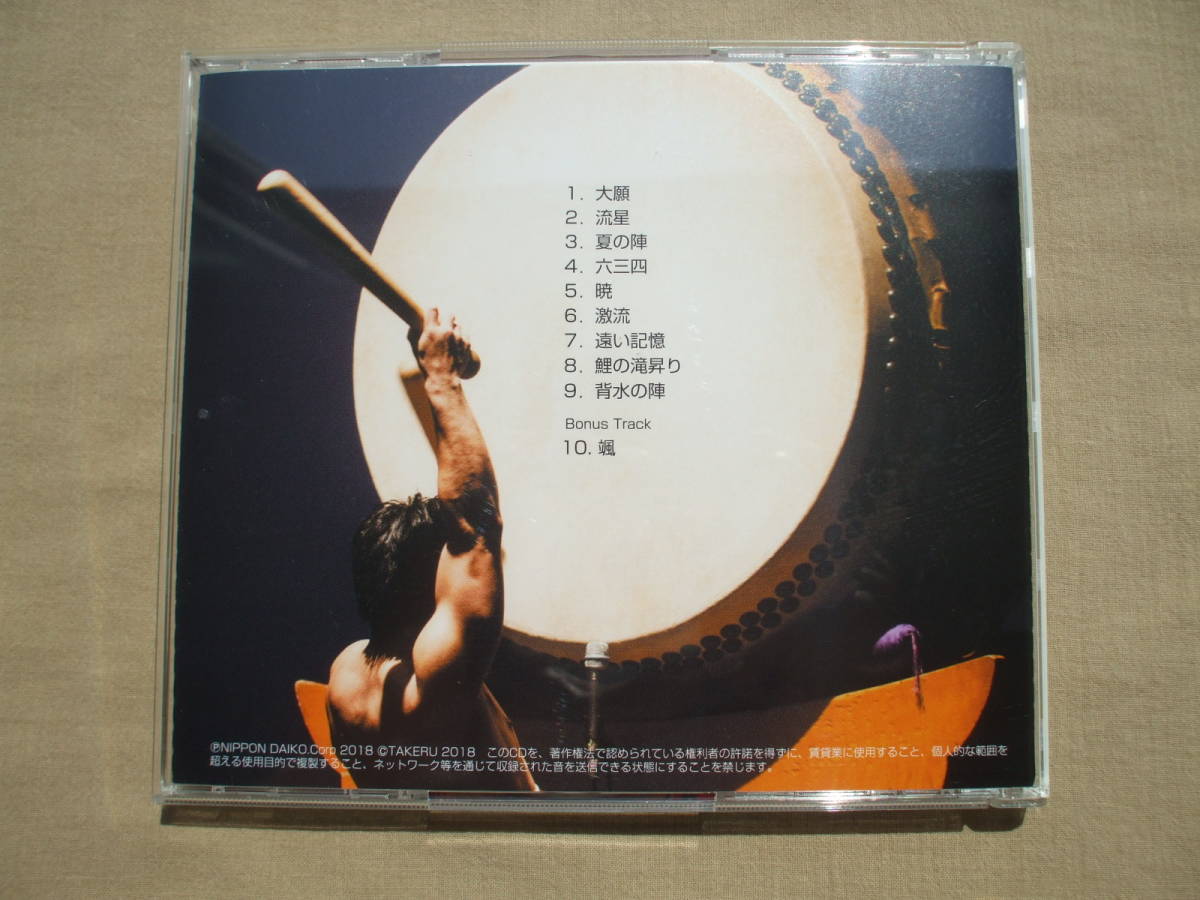 1. 大願
2. 流星
3. 夏の陣
4. 六三四
5. 暁
6. 激流
7. 遠い記憶
8. 鯉の滝昇り
9. 背水の陣
Bonus Track
10. 颯
℗NIPPON DAIKO.Corp 2018 ©TAKERU 2018 このCDを、著作権法で認められている権利者の許諾を得ずに、賃貸業に使用すること、個人的な範囲を
超える使用目的で複製すること、ネットワーク等を通じて収録された音を送信できる状態にすることを禁じます。